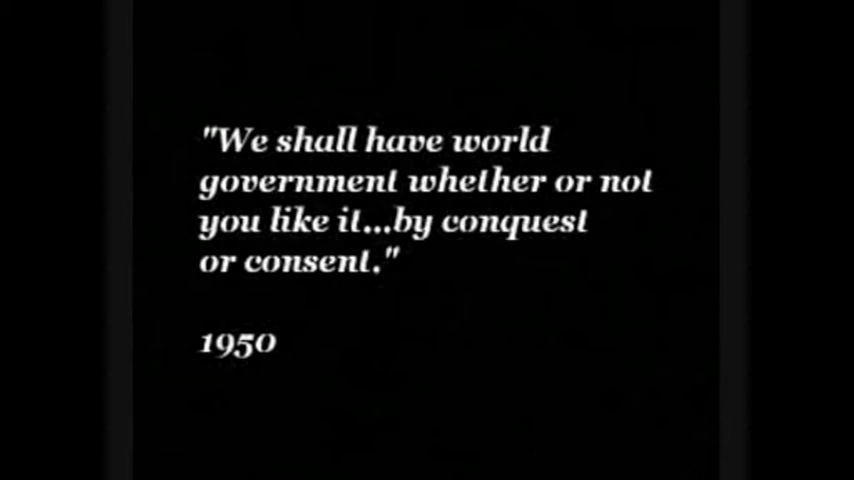 "We shall have world
government whether or not
you like it...by conquest
or consent."
1950